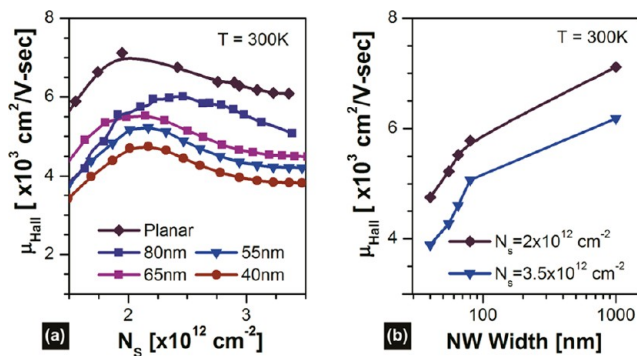 8
6
4
2
μHall [ x10³ cm²/V-sec]
T = 300K
Planar
80nm
55nm
65nm
40nm
(a)
2
3
NS [x10¹² cm⁻²]
8
6
4
μHall [ x10³ cm²/V-sec]
T = 300K
Ns=2x10¹² cm⁻²
Ns=3.5x10¹² cm⁻²
(b)
100
1000
NW Width [nm]